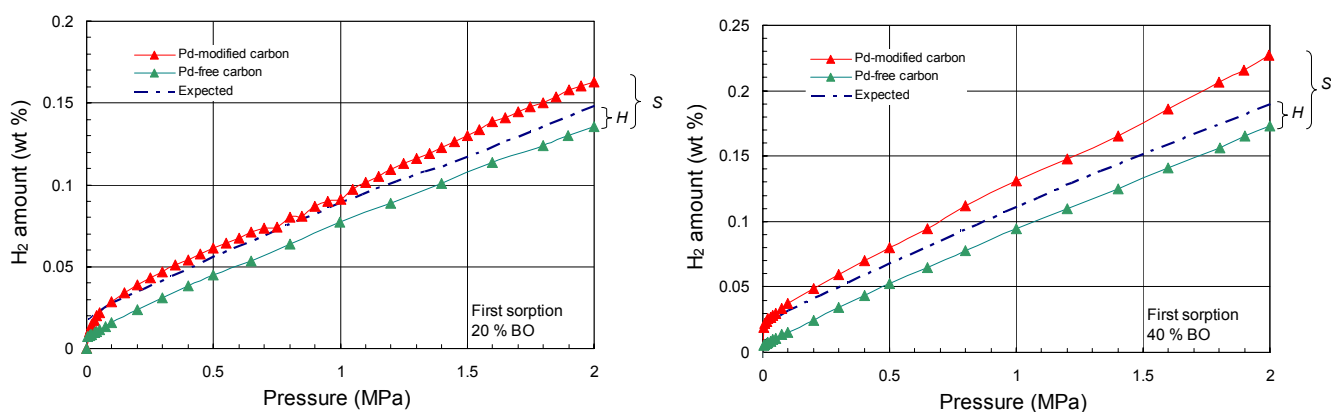 0.2
0.15
0.1
0.05
0
H2 amount (wt %)
Pd-modified carbon
Pd-free carbon
Expected
H
S
First sorption
20 % BO
0 0.5 1 1.5 2
Pressure (MPa)
0.25
0.2
0.15
0.1
0.05
0
H2 amount (wt %)
Pd-modified carbon
Pd-free carbon
Expected
H
S
First sorption
40 % BO
0 0.5 1 1.5 2
Pressure (MPa)